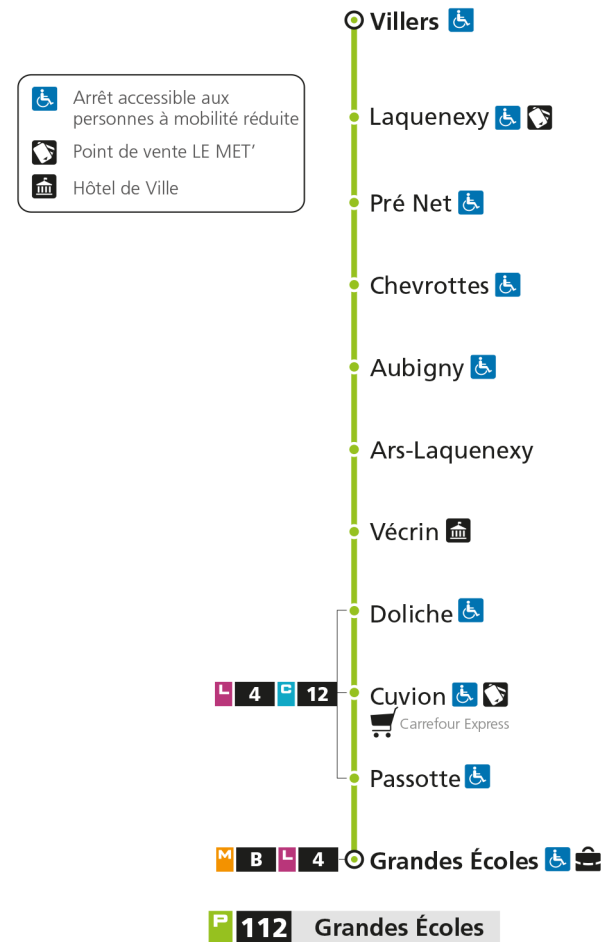 Villers
Arrêt accessible aux
personnes à mobilité réduite
Point de vente LE MET'
Hôtel de Ville
Laquenexy
Pré Net
Chevrottes
Aubigny
Ars-Laquenexy
Vécrin
Doliche
L 4 C 12
Cuvion
Carrefour Express
Passotte
M B L 4
Grandes Écoles
P 112 Grandes Écoles